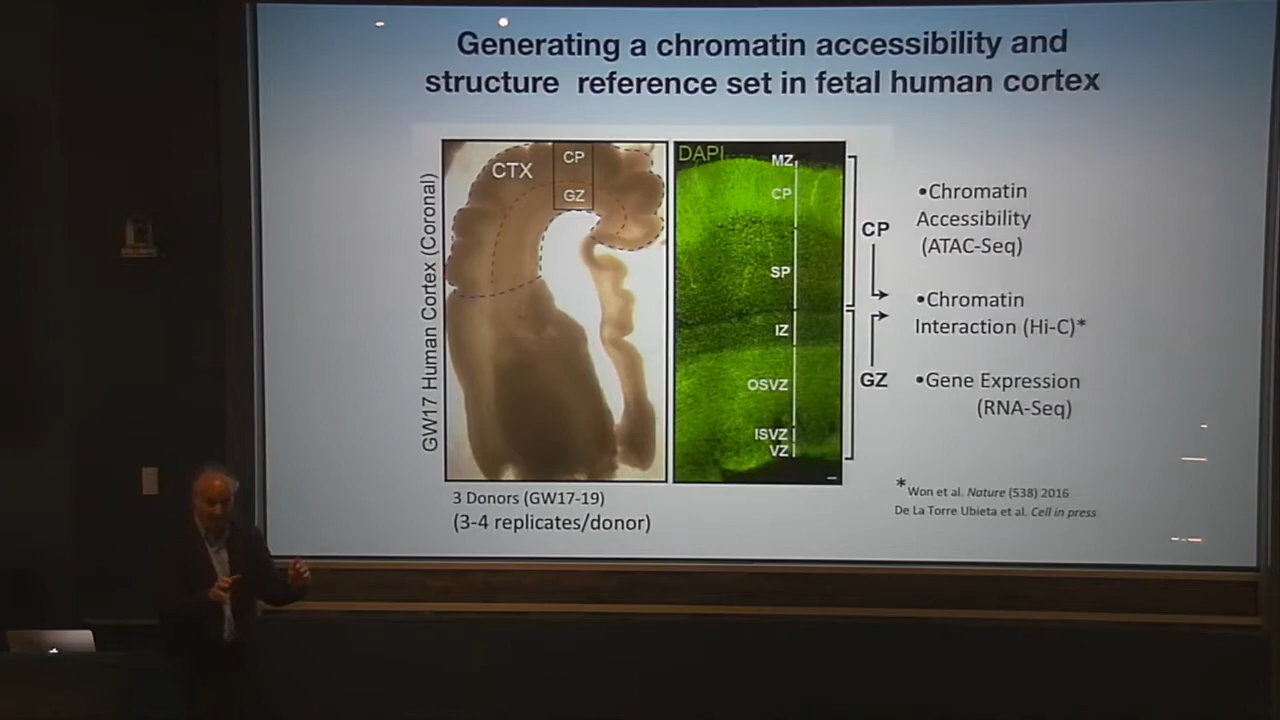 Generating a chromatin accessibility and
structure reference set in fetal human cortex
GW17 Human Cortex (Coronal)
CTX
CP
GZ
DAPI
MZ
CP
SP
IZ
OSVZ
ISVZ
VZ
CP
GZ
•Chromatin
Accessibility
(ATAC-Seq)
•Chromatin
Interaction (Hi-C)*
•Gene Expression
(RNA-Seq)
3 Donors (GW17-19)
(3-4 replicates/donor)
*Won et al. Nature (538) 2016
De La Torre Ubieta et al. Cell in press